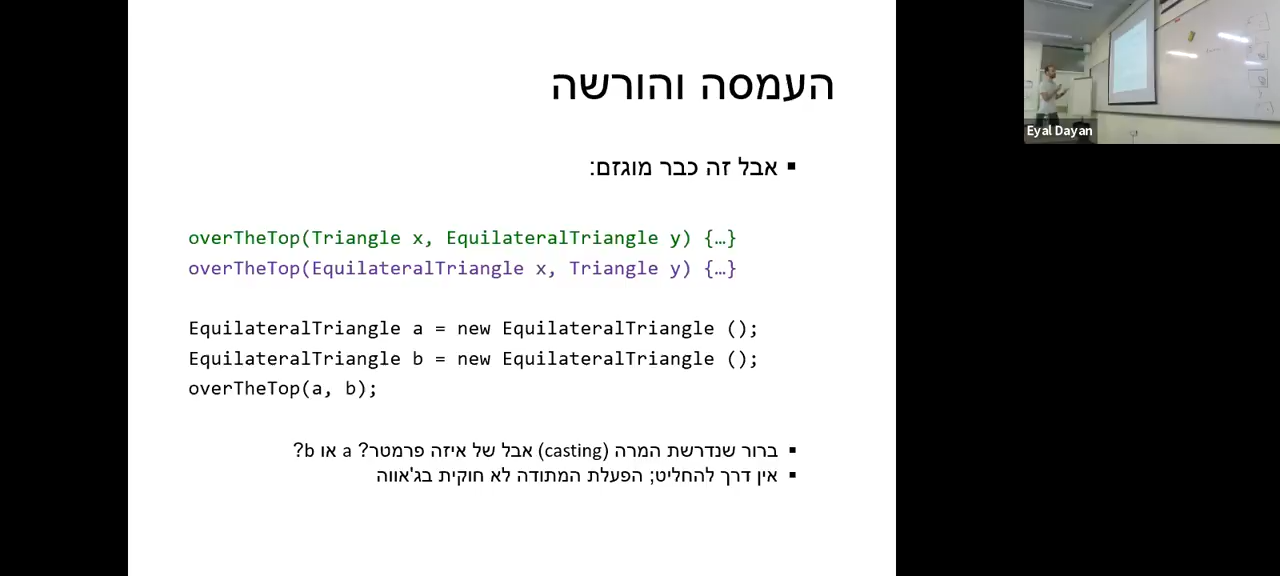 העמסה והורשה
▪ אבל זה כבר מוגזם:
overTheTop(Triangle x, EquilateralTriangle y) {…}
overTheTop(EquilateralTriangle x, Triangle y) {…}
EquilateralTriangle a = new EquilateralTriangle ();
EquilateralTriangle b = new EquilateralTriangle ();
overTheTop(a, b);
▪ ברור שנדרשת המרה (casting) אבל של איזה פרמטר? a או b?
▪ אין דרך להחליט; הפעלת המתודה לא חוקית בג'אווה
Eyal Dayan